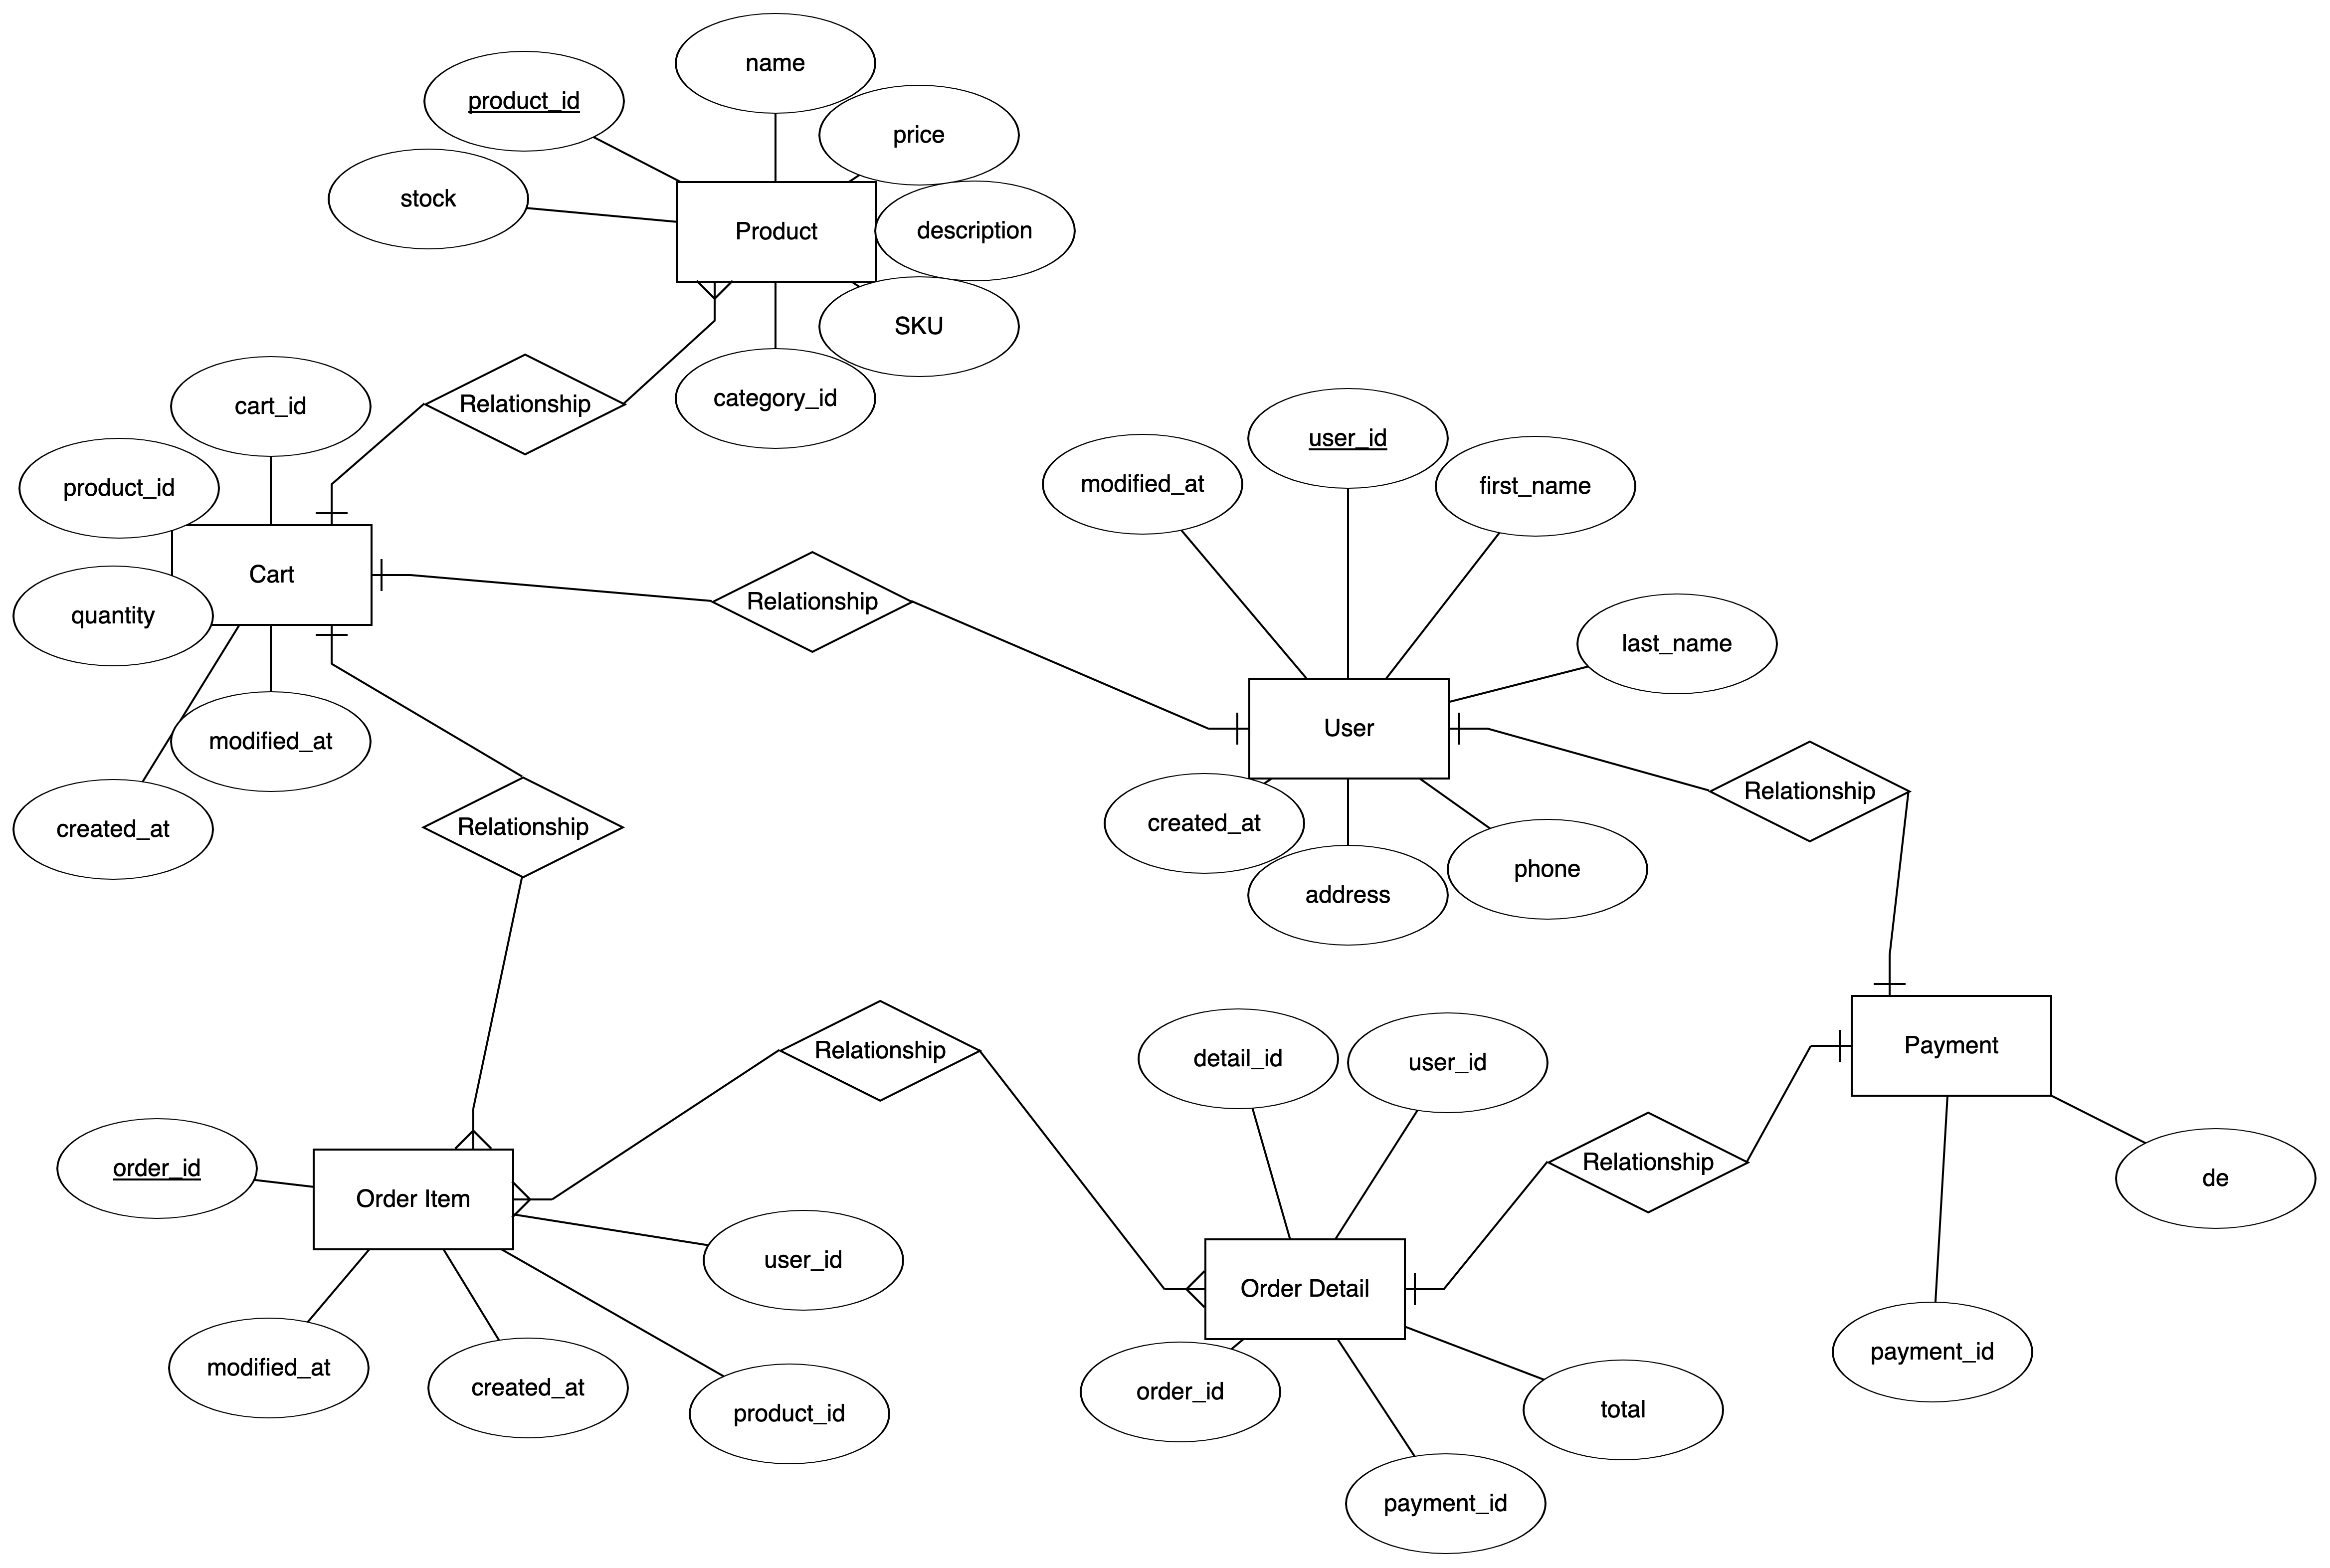 name
product_id
price
stock
Product
description
SKU
category_id
Relationship
cart_id
product_id
Cart
quantity
modified_at
created_at
Relationship
user_id
modified_at
first_name
last_name
User
created_at
address
phone
Relationship
Relationship
Relationship
detail_id
user_id
Payment
Relationship
de
order_id
Order Item
user_id
Order Detail
modified_at
created_at
product_id
order_id
total
payment_id
payment_id